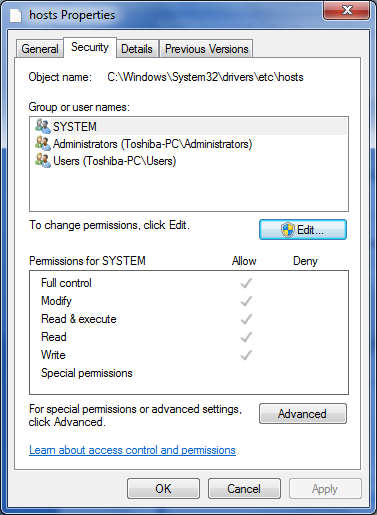 hosts Properties
General Security Details Previous Versions
Object name: C:\Windows\System32\drivers\etc\hosts
Group or user names:
SYSTEM
Administrators (Toshiba-PC\Administrators)
Users (Toshiba-PC\Users)
To change permissions, click Edit. Edit...
Permissions for SYSTEM Allow Deny
Full control
Modify
Read & execute
Read
Write
Special permissions
For special permissions or advanced settings,
click Advanced. Advanced
Learn about access control and permissions
OK Cancel Apply